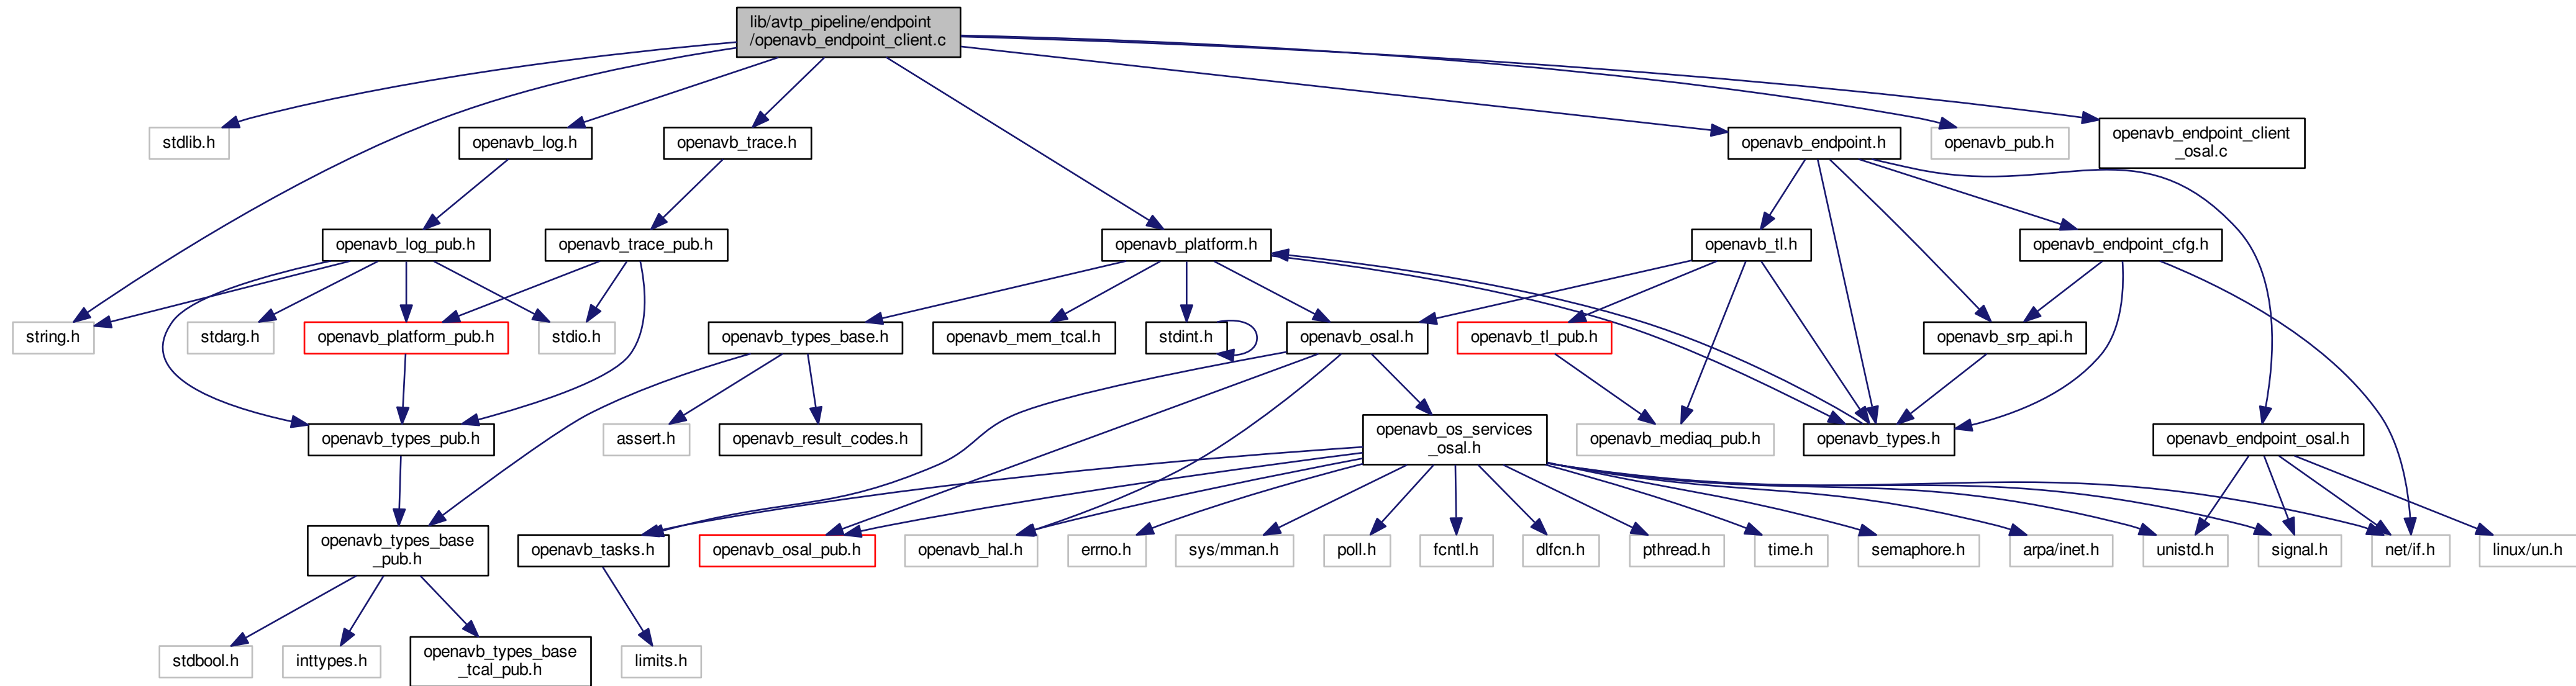 lib/avtp_pipeline/endpoint
/openavb_endpoint_client.c
stdlib.h
openavb_log.h
openavb_trace.h
openavb_endpoint.h
openavb_pub.h
openavb_endpoint_client
_osal.c
openavb_log_pub.h
openavb_trace_pub.h
openavb_platform.h
openavb_tl.h
openavb_endpoint_cfg.h
string.h
stdarg.h
openavb_platform_pub.h
stdio.h
openavb_types_base.h
openavb_mem_tcal.h
stdint.h
openavb_osal.h
openavb_tl_pub.h
openavb_srp_api.h
openavb_types_pub.h
assert.h
openavb_result_codes.h
openavb_os_services
_osal.h
openavb_mediaq_pub.h
openavb_types.h
openavb_endpoint_osal.h
openavb_types_base
_pub.h
openavb_tasks.h
openavb_osal_pub.h
openavb_hal.h
errno.h
sys/mman.h
poll.h
fcntl.h
dlfcn.h
pthread.h
time.h
semaphore.h
arpa/inet.h
unistd.h
signal.h
net/if.h
linux/un.h
stdbool.h
inttypes.h
openavb_types_base
_tcal_pub.h
limits.h